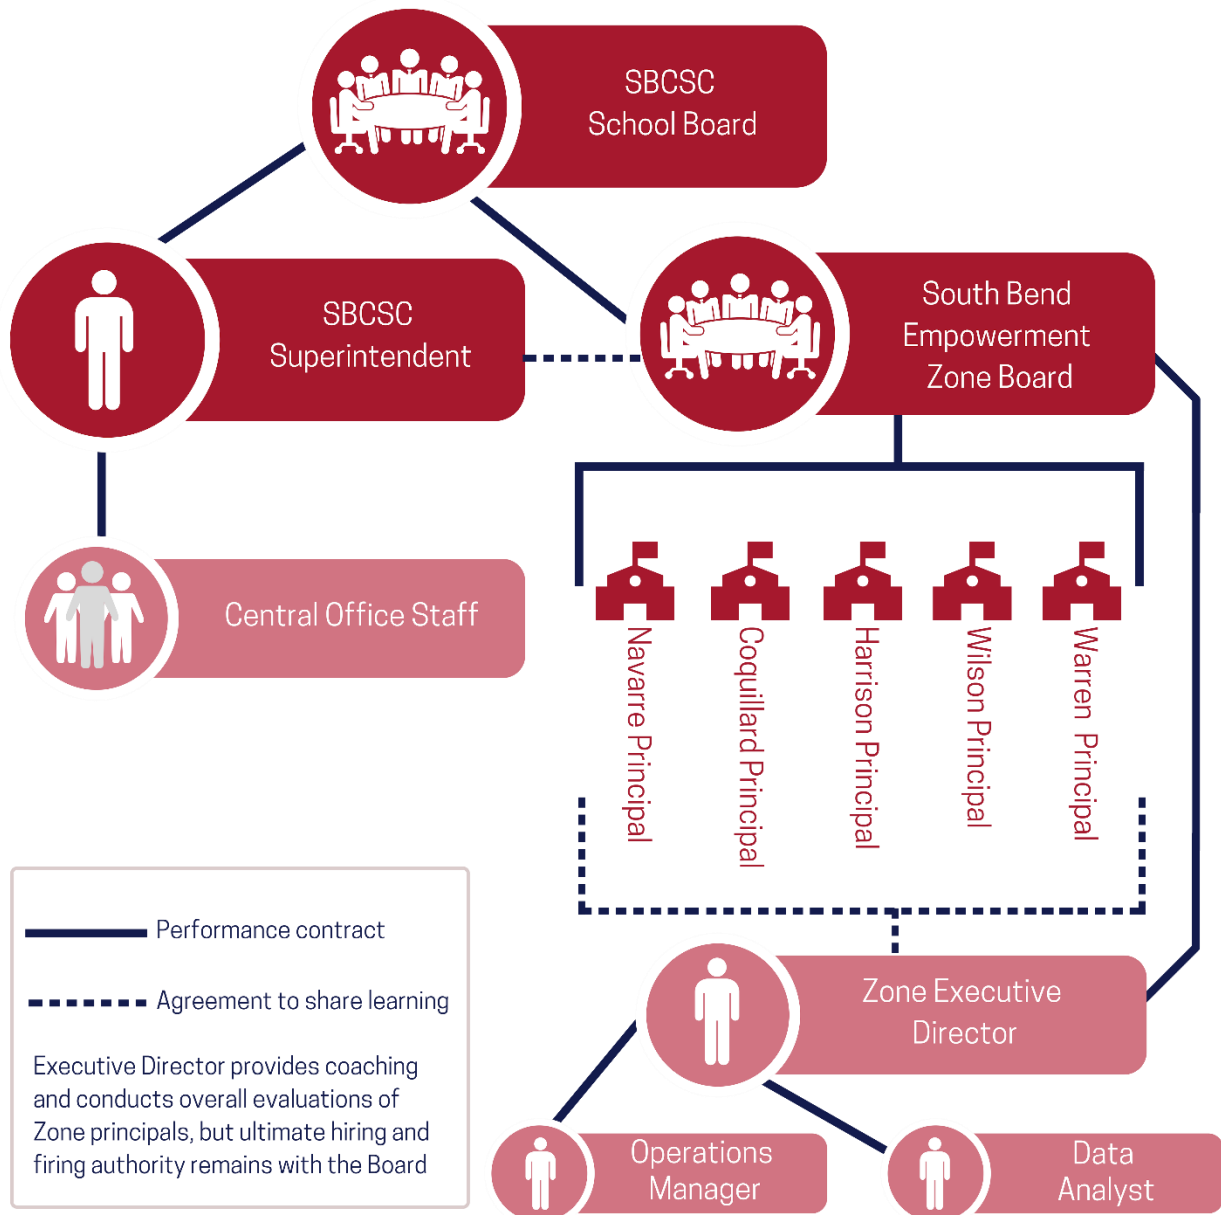 SBCSC
School Board
SBCSC
Superintendent
South Bend
Empowerment
Zone Board
Central Office Staff
Navarre Principal
Coquillard Principal
Harrison Principal
Wilson Principal
Warren Principal
Performance contract
Agreement to share learning
Executive Director provides coaching
and conducts overall evaluations of
Zone principals, but ultimate hiring and
firing authority remains with the Board
Zone Executive
Director
Operations
Manager
Data
Analyst